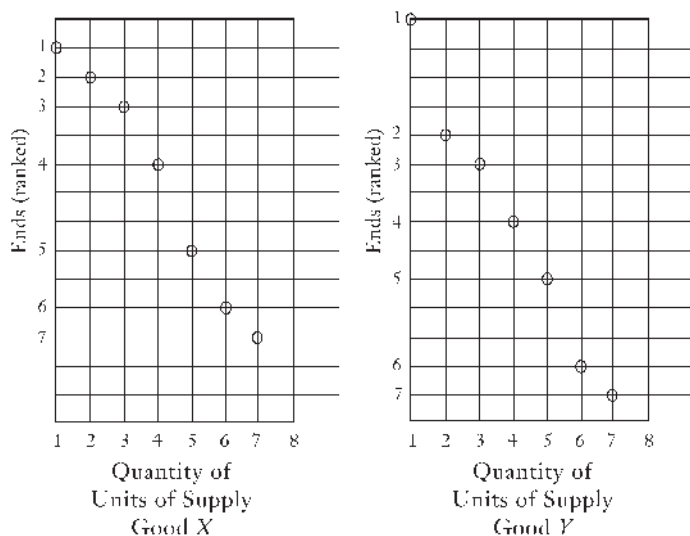 1
2
3
4
5
6
7
Ends (ranked)
1 2 3 4 5 6 7 8
Quantity of
Units of Supply
Good X
1
2
3
4
5
6
7
Ends (ranked)
1 2 3 4 5 6 7 8
Quantity of
Units of Supply
Good Y